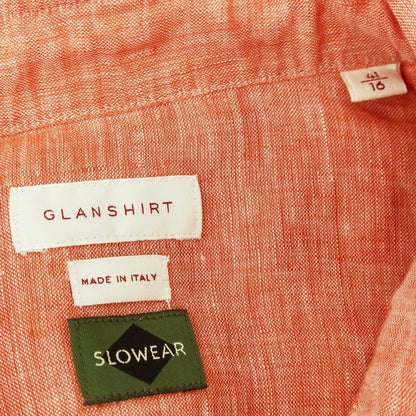 41
16
GLANSHIRT
MADE IN ITALY
SLOWEAR